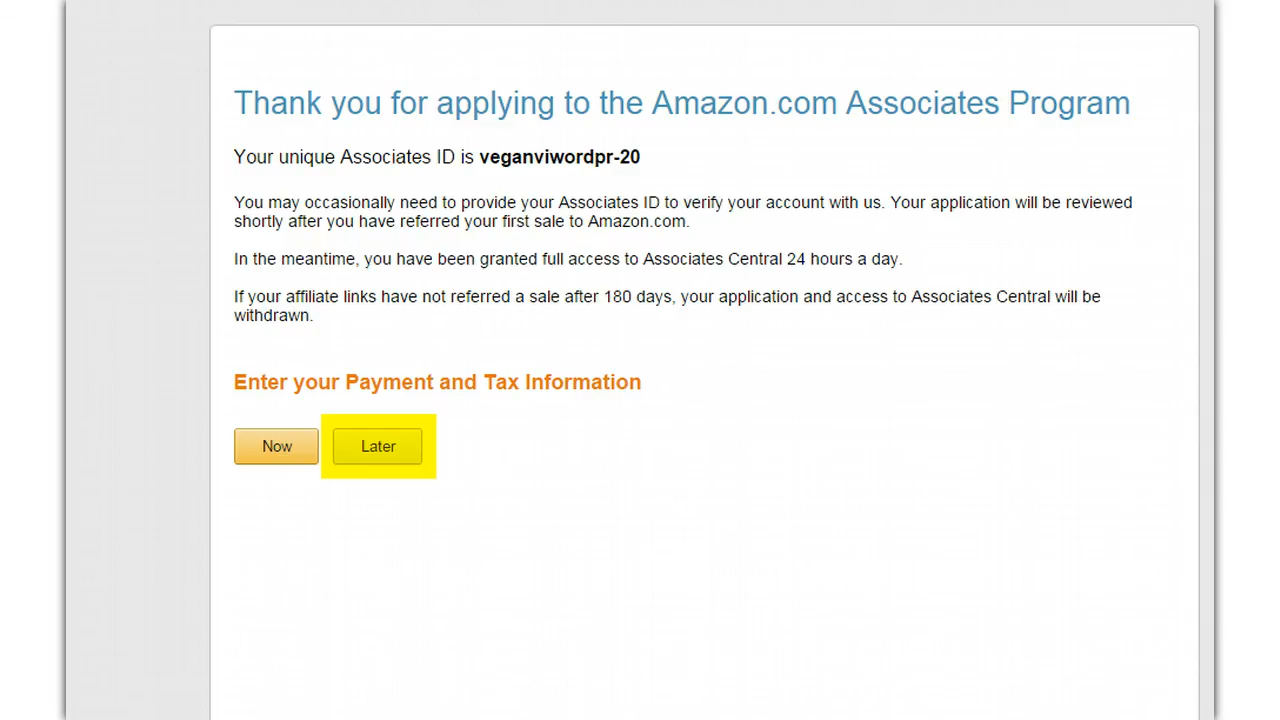 Thank you for applying to the Amazon.com Associates Program
Your unique Associates ID is veganviwordpr-20
You may occasionally need to provide your Associates ID to verify your account with us. Your application will be reviewed
shortly after you have referred your first sale to Amazon.com.
In the meantime, you have been granted full access to Associates Central 24 hours a day.
If your affiliate links have not referred a sale after 180 days, your application and access to Associates Central will be
withdrawn.
Enter your Payment and Tax Information
Now Later